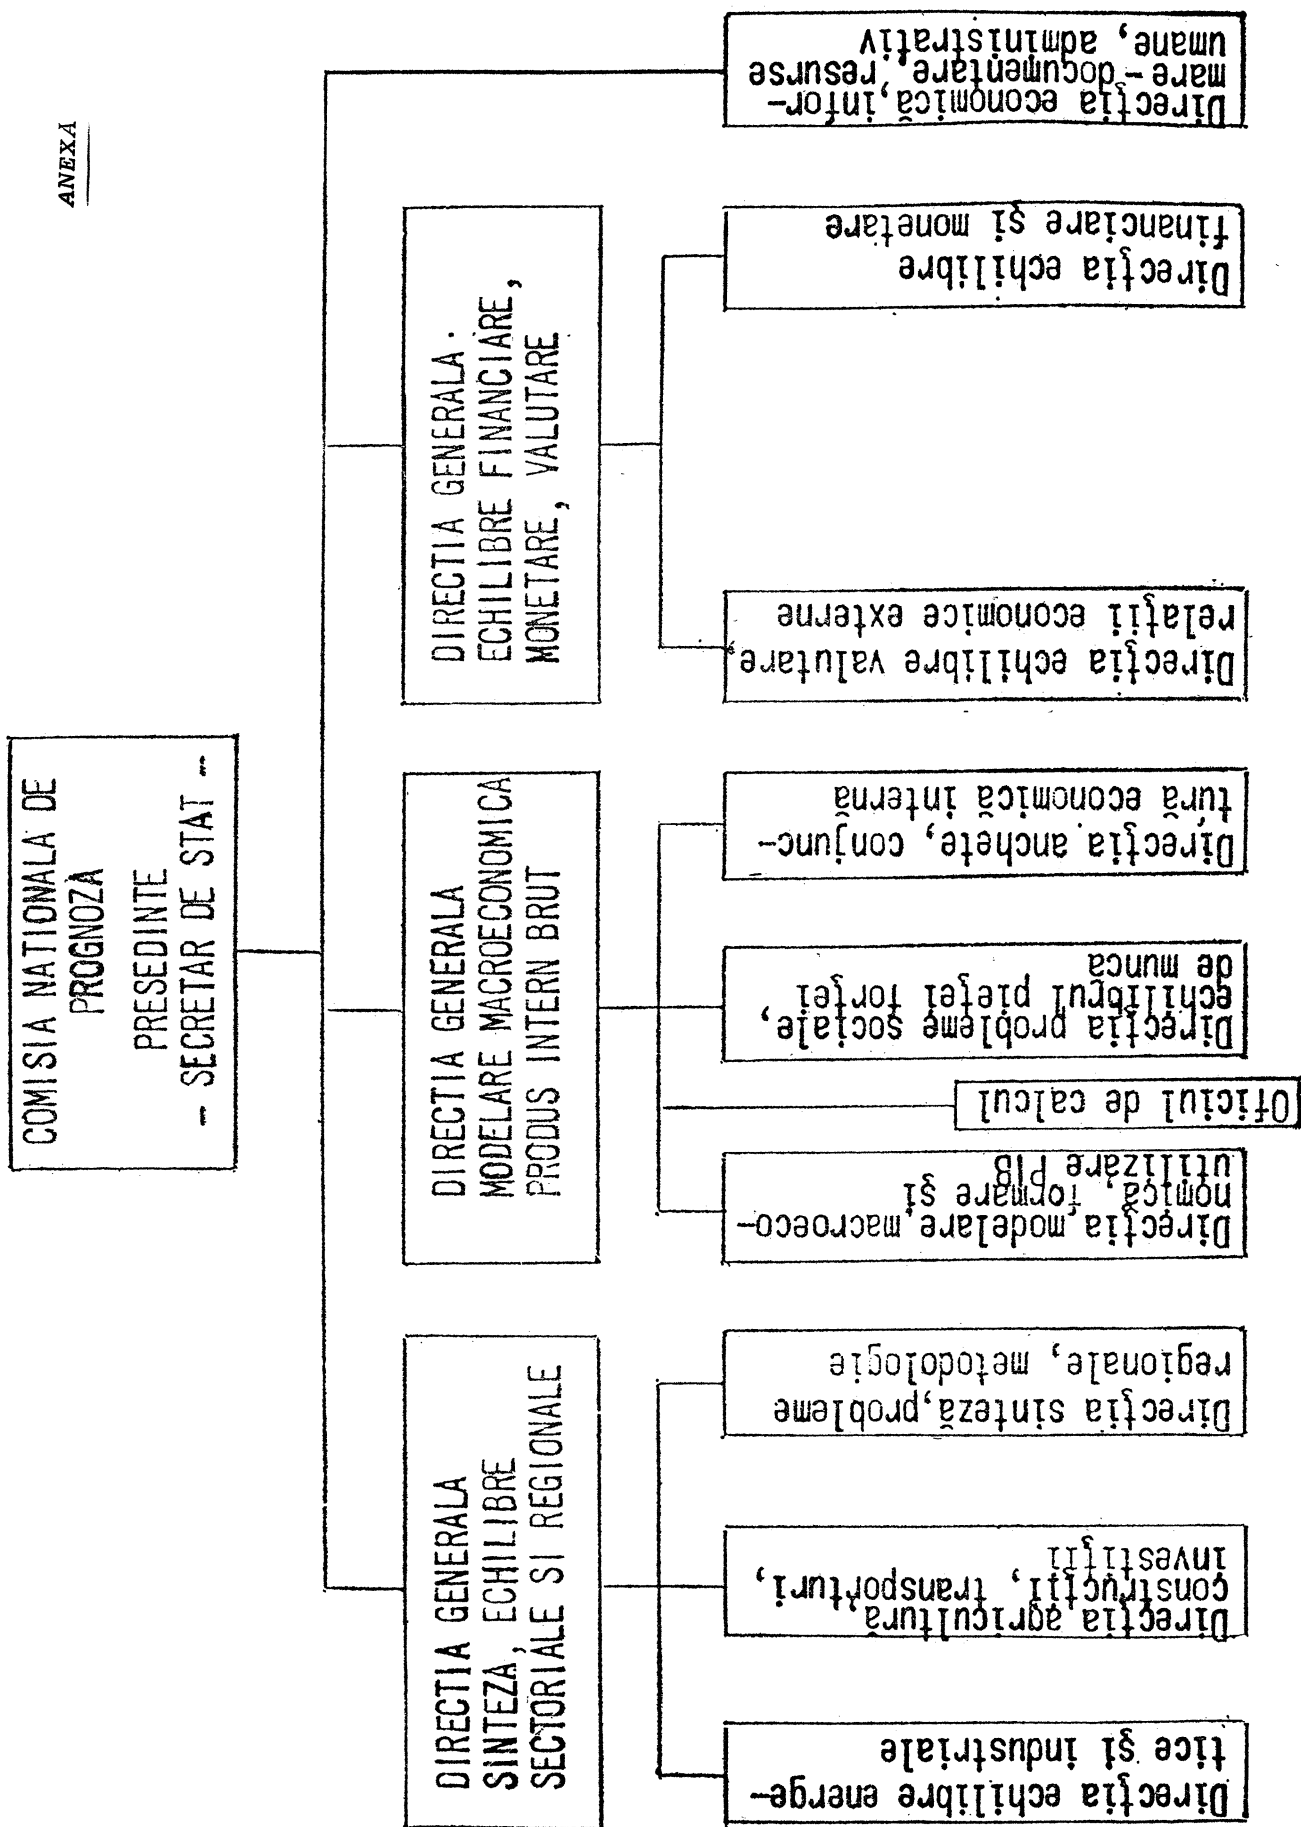 ANEXA
COMISIA NATIONALA DE
PROGNOZA
PRESEDINTE
- SECRETAR DE STAT -
DIRECTIA GENERALA
SINTEZA, ECHILIBRE
SECTORIALE SI REGIONALE
DIRECTIA GENERALA
MODELARE MACROECONOMICA
PRODUS INTERN BRUT
DIRECTIA GENERALA
ECHILIBRE FINANCIARE,
MONETARE, VALUTARE
Direcţia echilibre energe-
tice şi industriale
Direcţia agricultură,
construcţii, transporturi,
investiţii
Direcţia sinteză, probleme
regionale, metodologie
Direcţia modelare macroeco-
nomică, formare şi
utilizare PIB
Oficiul de calcul
Direcţia probleme sociale,
echilibrul pieţei forţei
de munca
Direcţia anchete, conjunc-
tură economică internă
Direcţia echilibre valutare
relaţii economice externe
Direcţia echilibre
financiare şi monetare
Direcţia economică, infor-
mare-documentare, resurse
umane, administrativ